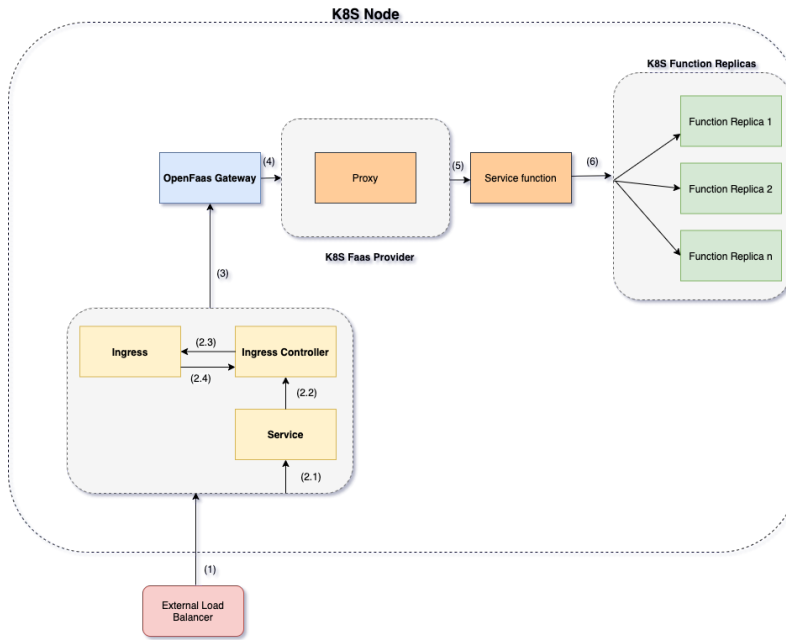 K8S Node
K8S Function Replicas
Function Replica 1
OpenFaas Gateway
(4)
Proxy
(5)
Service function
(6)
Function Replica 2
K8S Faas Provider
Function Replica n
(3)
Ingress
(2.3)
(2.4)
Ingress Controller
(2.2)
Service
(2.1)
(1)
External Load
Balancer